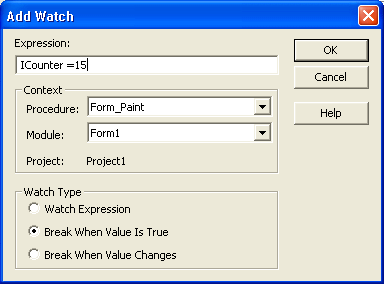 Add Watch
Expression:
ICounter =15
OK
Cancel
Help
Context
Procedure: Form_Paint
Module: Form1
Project: Project1
Watch Type
Watch Expression
Break When Value Is True
Break When Value Changes